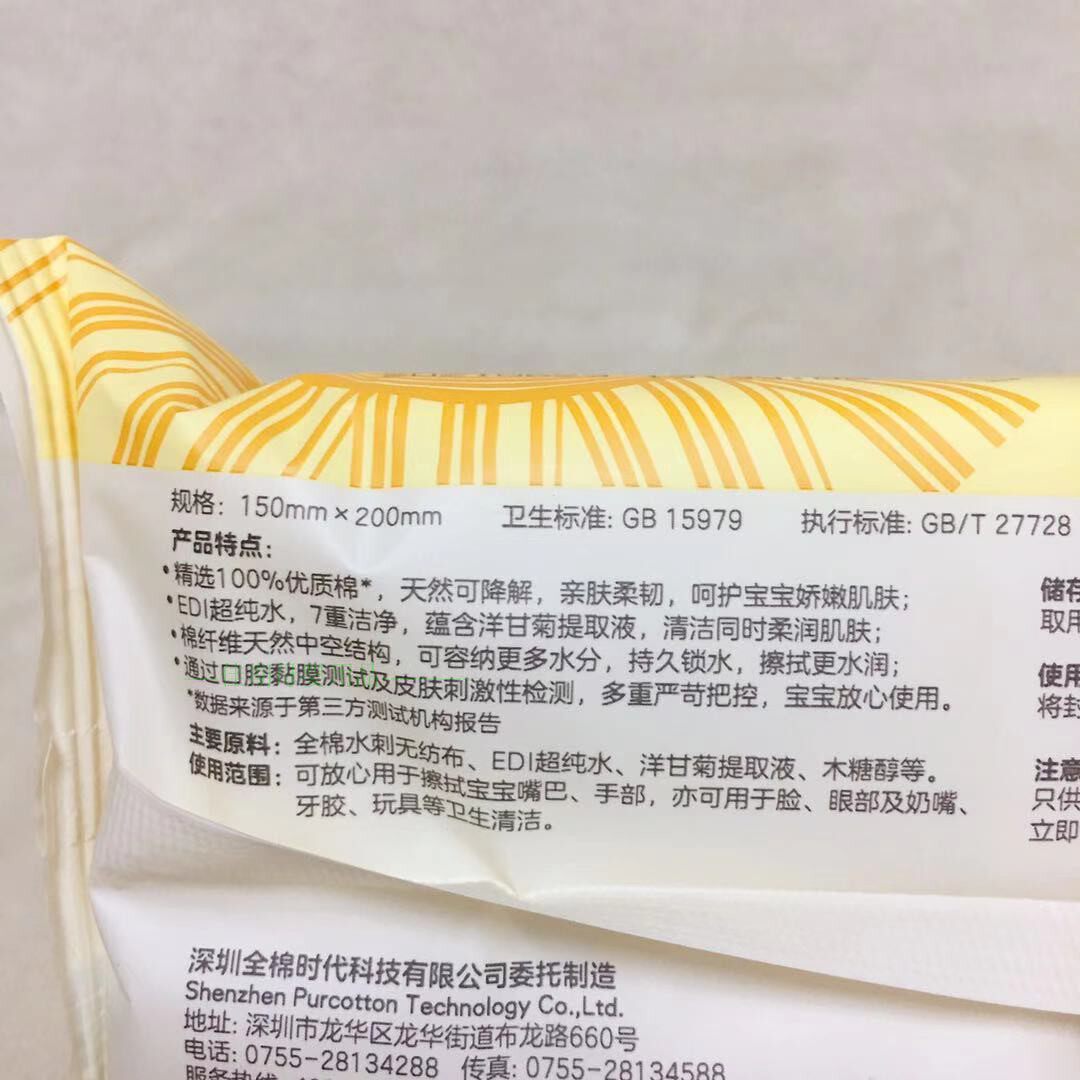 规格: 150mm×200mm 卫生标准: GB 15979 执行标准: GB/T 27728
产品特点:
•精选100%优质棉*，天然可降解，亲肤柔韧，呵护宝宝娇嫩肌肤;
•EDI超纯水，7重洁净，蕴含洋甘菊提取液，清洁同时柔润肌肤;
•棉纤维天然中空结构，可容纳更多水分，持久锁水，擦拭更水润;
•通过口腔黏膜测试及皮肤刺激性检测，多重严苛把控，宝宝放心使用。
*数据来源于第三方测试机构报告
主要原料: 全棉水刺无纺布、EDI超纯水、洋甘菊提取液、木糖醇等。
使用范围: 可放心用于擦拭宝宝嘴巴、手部，亦可用于脸、眼部及奶嘴、
牙胶、玩具等卫生清洁。
储存
取用
使用
将封
注意
只供
立即
深圳全棉时代科技有限公司委托制造
Shenzhen Purcotton Technology Co.,Ltd.
地址: 深圳市龙华区龙华街道布龙路660号
电话: 0755-28134288 传真: 0755-28134588